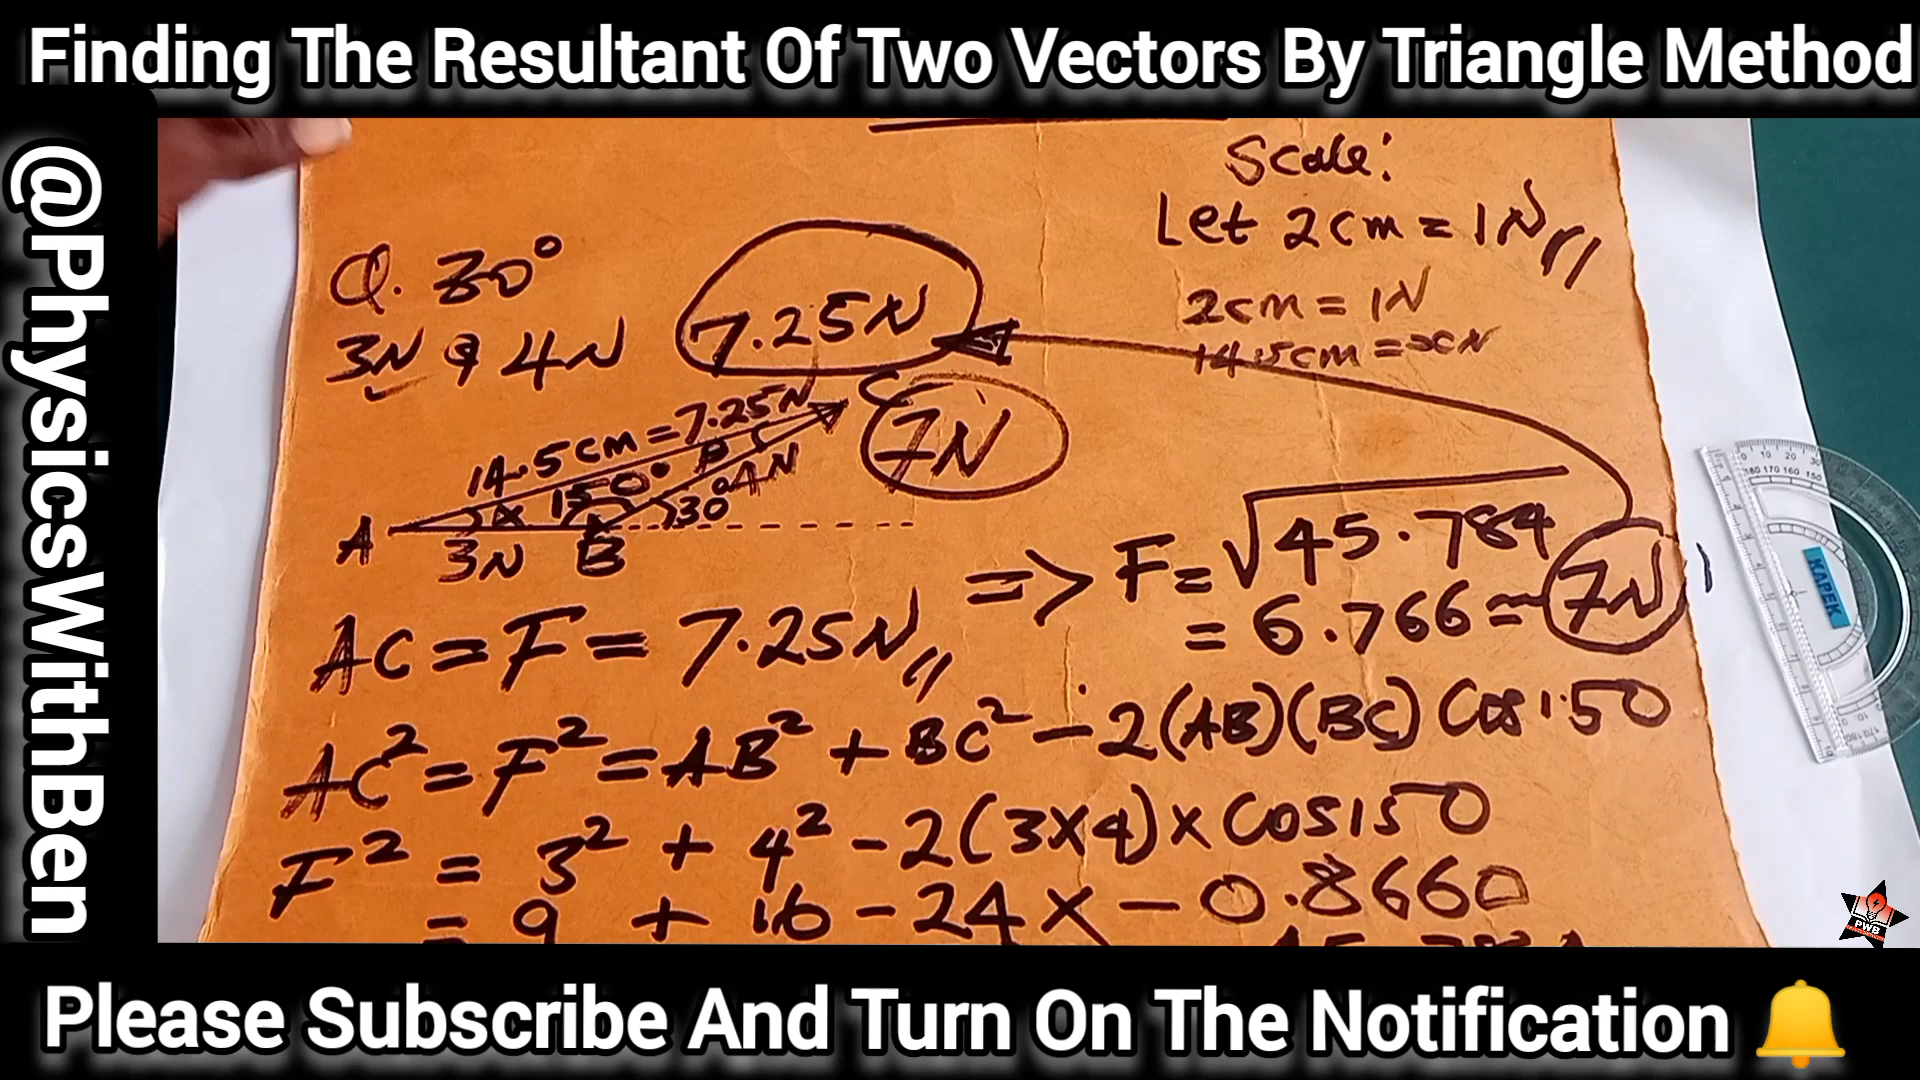 Finding The Resultant Of Two Vectors By Triangle Method
@PhysicsWithBen
Scale:
Let 2cm = 1N
2cm = 1N
14.5cm = xN
Q. 30°
3N & 4N
7.25N
7N
14.5cm = 7.25N
C
150°
4N
30°
A
3N
B
=> F = √45.784
= 6.766 ≈ 7N
AC = F = 7.25N
AC² = F² = AB² + BC² - 2(AB)(BC) Cos150
F² = 3² + 4² - 2(3x4) x Cos150
= 9 + 16 - 24 x - 0.8660
KAPEK
PWB
Please Subscribe And Turn On The Notification 🔔